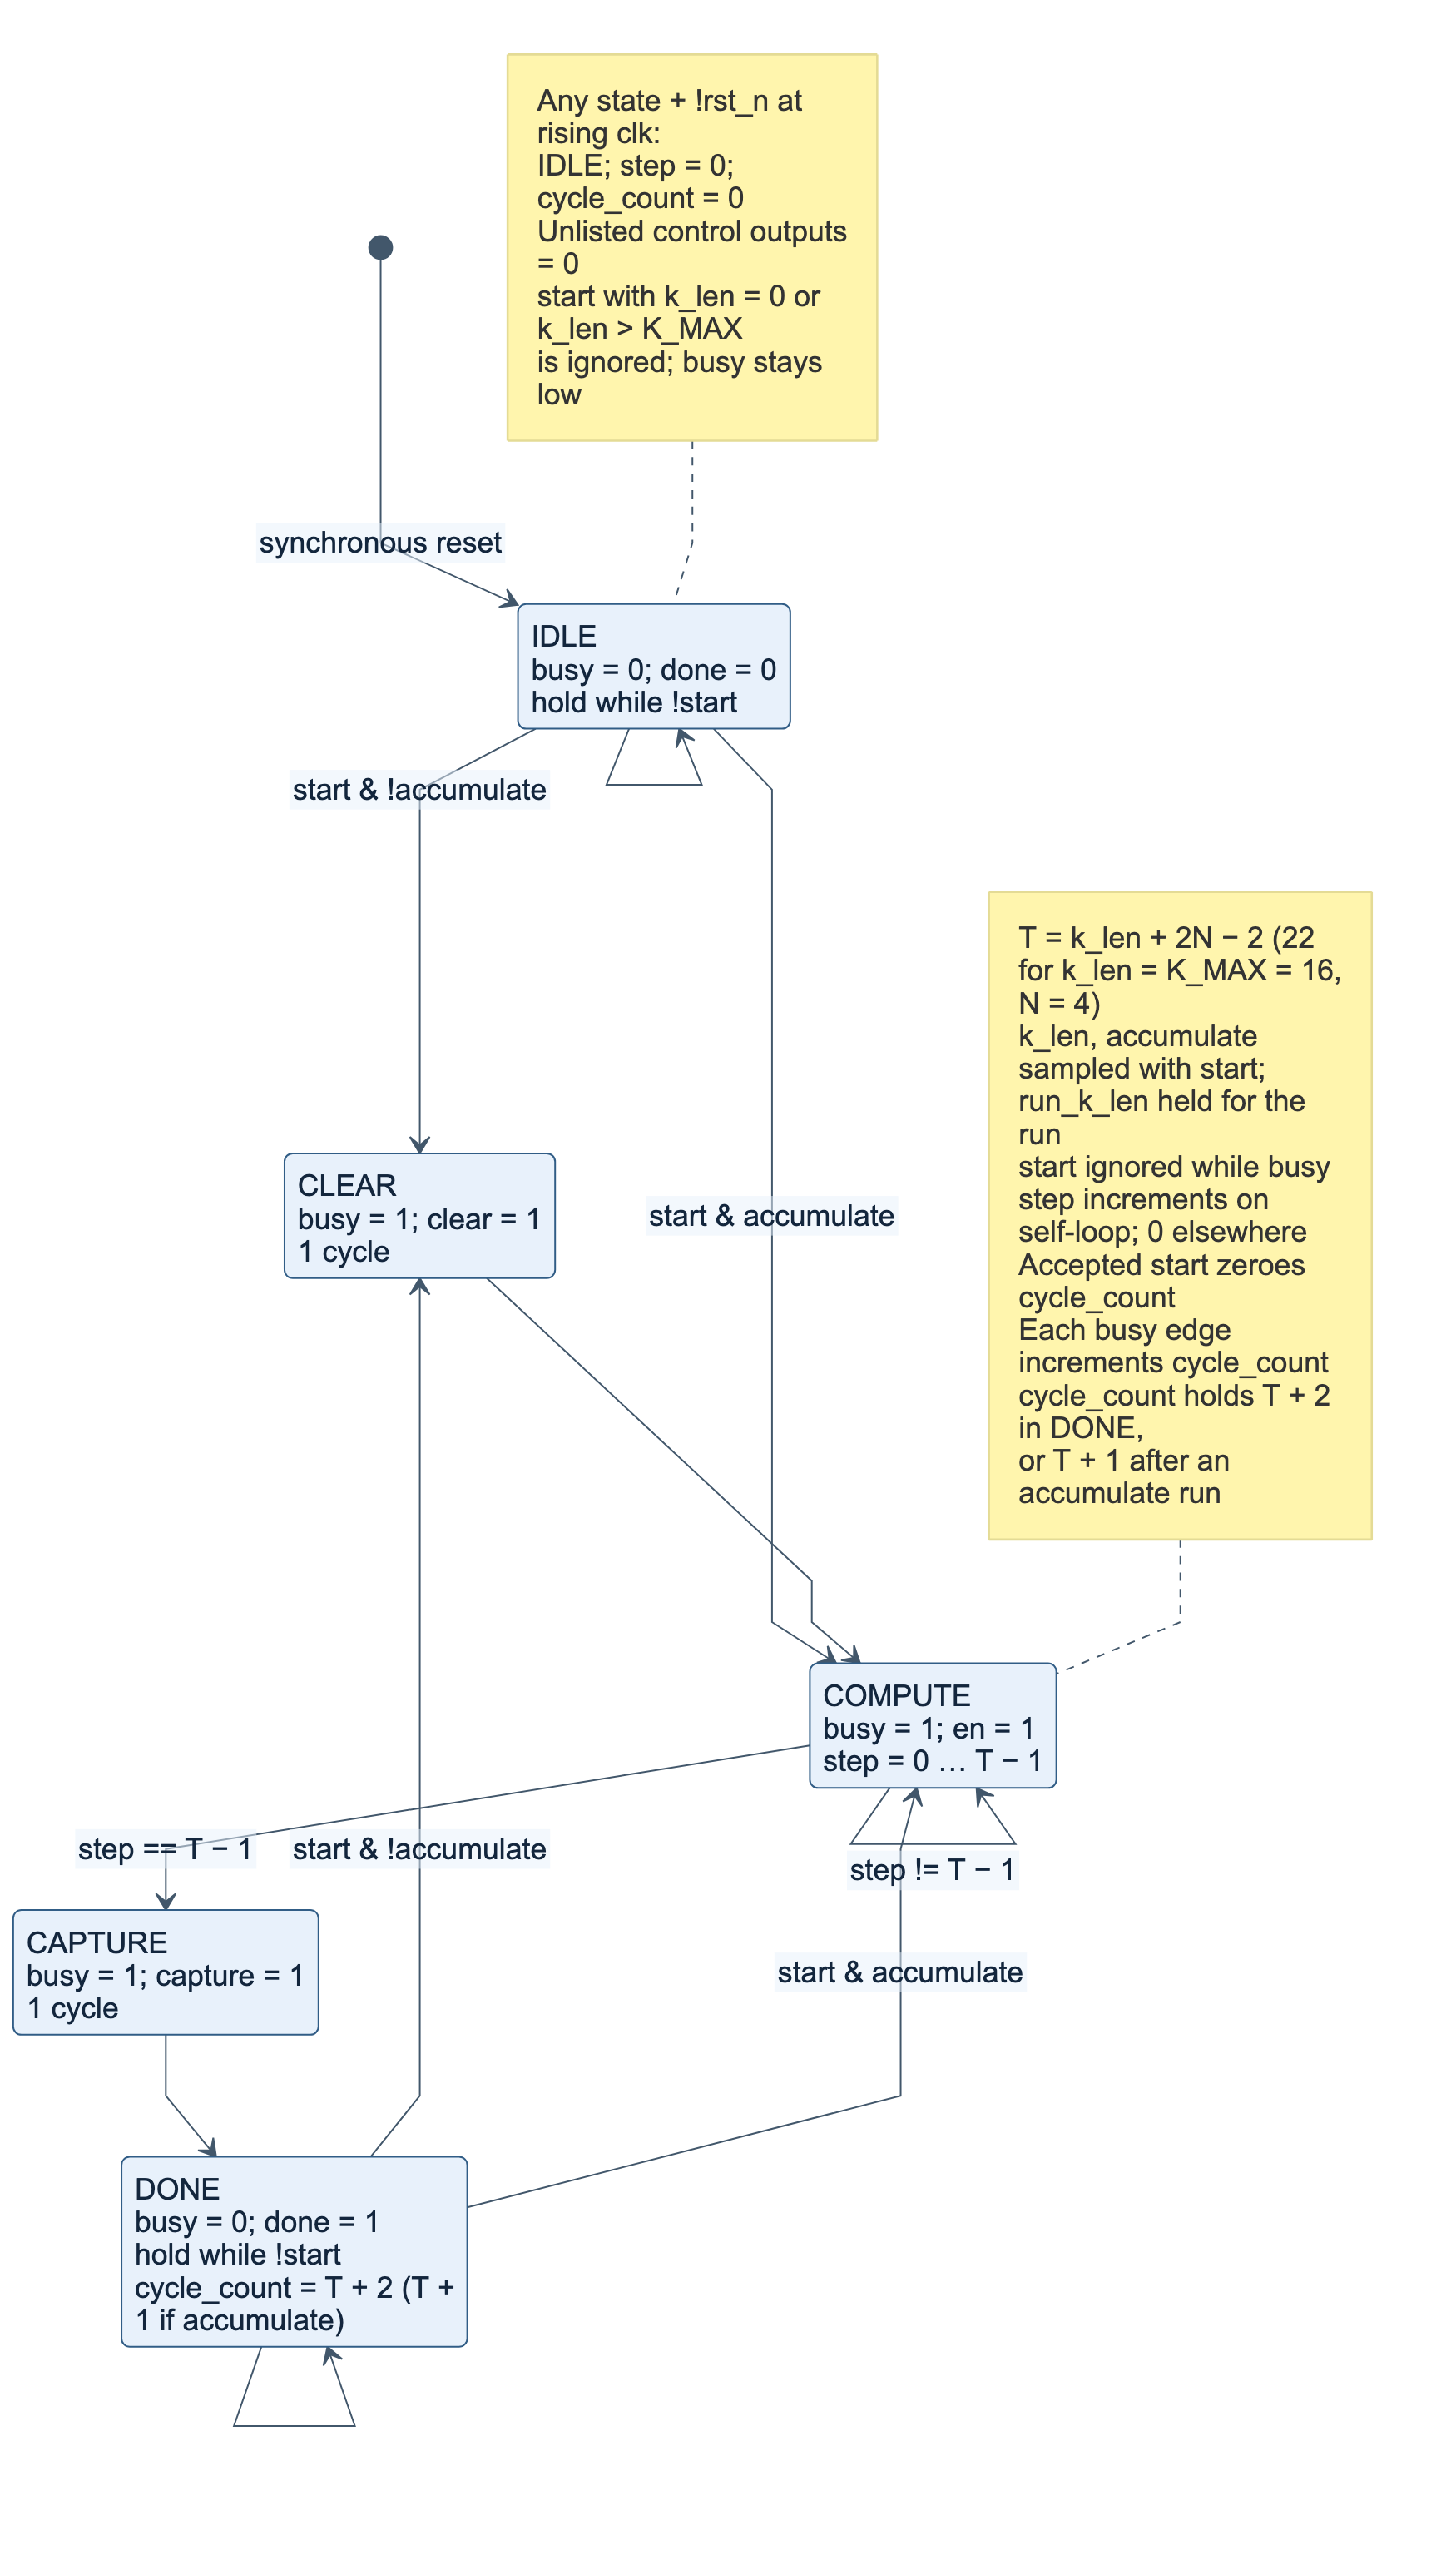 Any state + !rst_n at
rising clk:
IDLE; step = 0;
cycle_count = 0
Unlisted control outputs
= 0
start with k_len = 0 or
k_len > K_MAX
is ignored; busy stays
low
synchronous reset
IDLE
busy = 0; done = 0
hold while !start
start & !accumulate
T = k_len + 2N − 2 (22
for k_len = K_MAX = 16,
N = 4)
k_len, accumulate
sampled with start;
run_k_len held for the
run
start ignored while busy
step increments on
self-loop; 0 elsewhere
Accepted start zeroes
cycle_count
Each busy edge
increments cycle_count
cycle_count holds T + 2
in DONE,
or T + 1 after an
accumulate run
CLEAR
busy = 1; clear = 1
1 cycle
start & accumulate
COMPUTE
busy = 1; en = 1
step = 0 … T − 1
step == T − 1
start & !accumulate
step != T − 1
CAPTURE
busy = 1; capture = 1
1 cycle
start & accumulate
DONE
busy = 0; done = 1
hold while !start
cycle_count = T + 2 (T +
1 if accumulate)